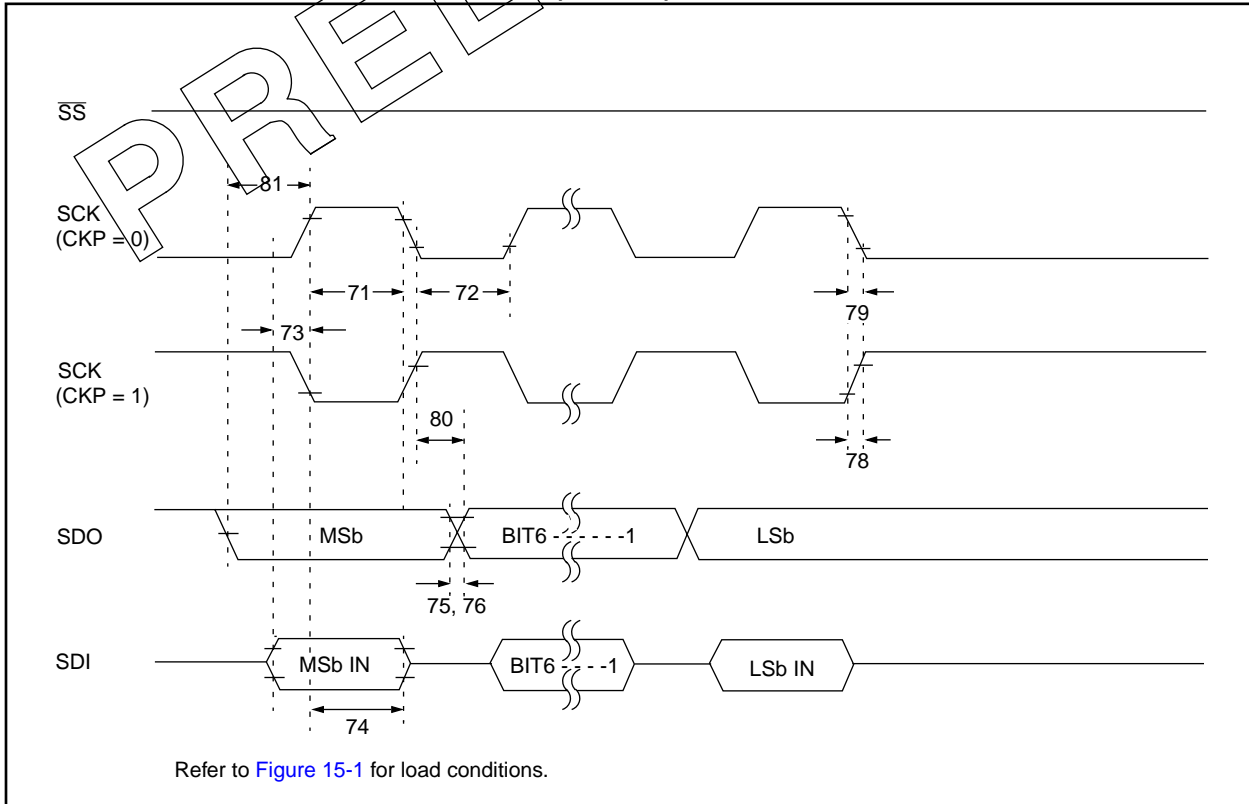 PREL
SS
81
SCK
(CKP = 0)
71
72
79
73
SCK
(CKP = 1)
80
78
SDO
MSb
BIT6 - - - - - - -1
LSb
75, 76
SDI
MSb IN
BIT6 - - - - -1
LSb IN
74
Refer to Figure 15-1 for load conditions.